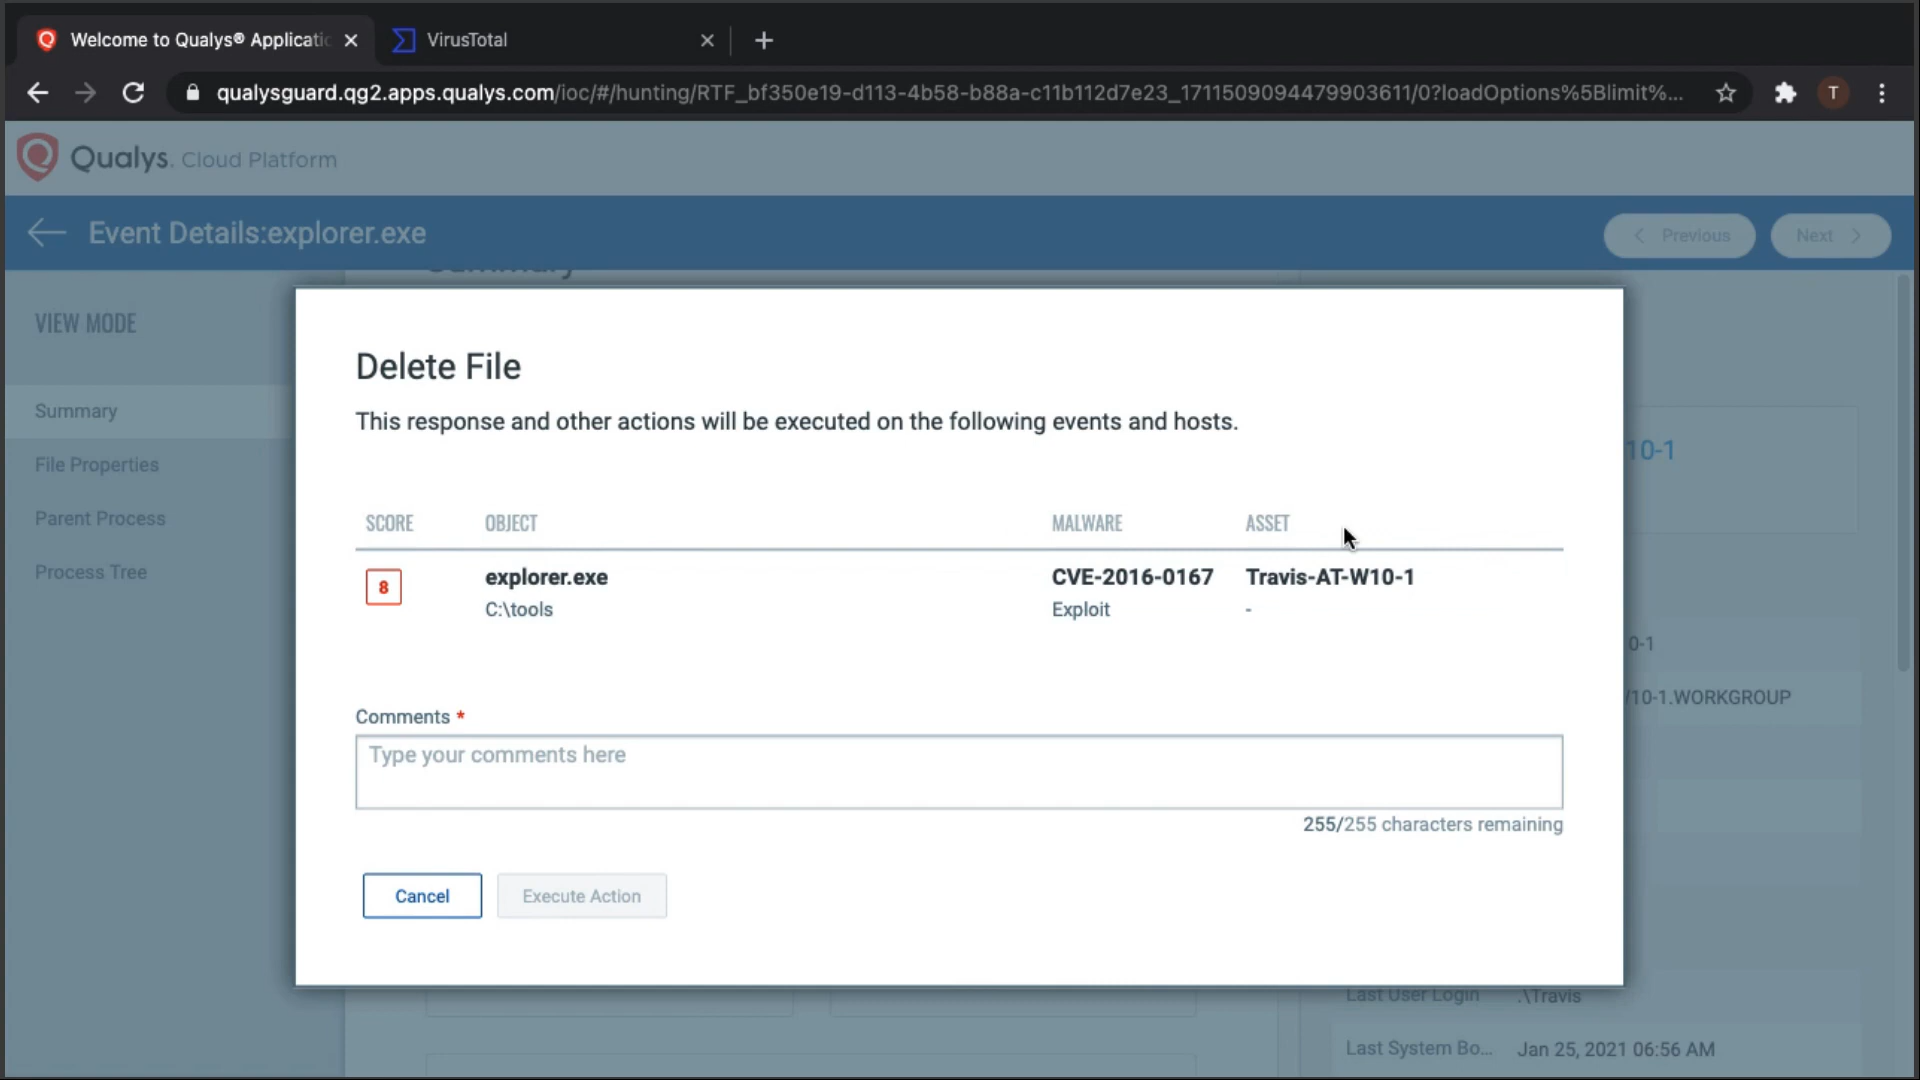 Welcome to Qualys® Applicatio
VirusTotal
qualysguard.qg2.apps.qualys.com/ioc/#/hunting/RTF_bf350e19-d113-4b58-b88a-c11b112d7e23_1711509094479903611/0?loadOptions%5Blimit%...
T
Qualys. Cloud Platform
Event Details:explorer.exe
Previous
Next
Summary
VIEW MODE
Summary
File Properties
Parent Process
Process Tree
Delete File
This response and other actions will be executed on the following events and hosts.
10-1
SCORE OBJECT MALWARE ASSET
8 explorer.exe CVE-2016-0167 Travis-AT-W10-1
C:\tools Exploit -
0-1
/10-1.WORKGROUP
Comments *
Type your comments here
255/255 characters remaining
Cancel
Execute Action
Last User Login .\Travis
Last System Bo... Jan 25, 2021 06:56 AM